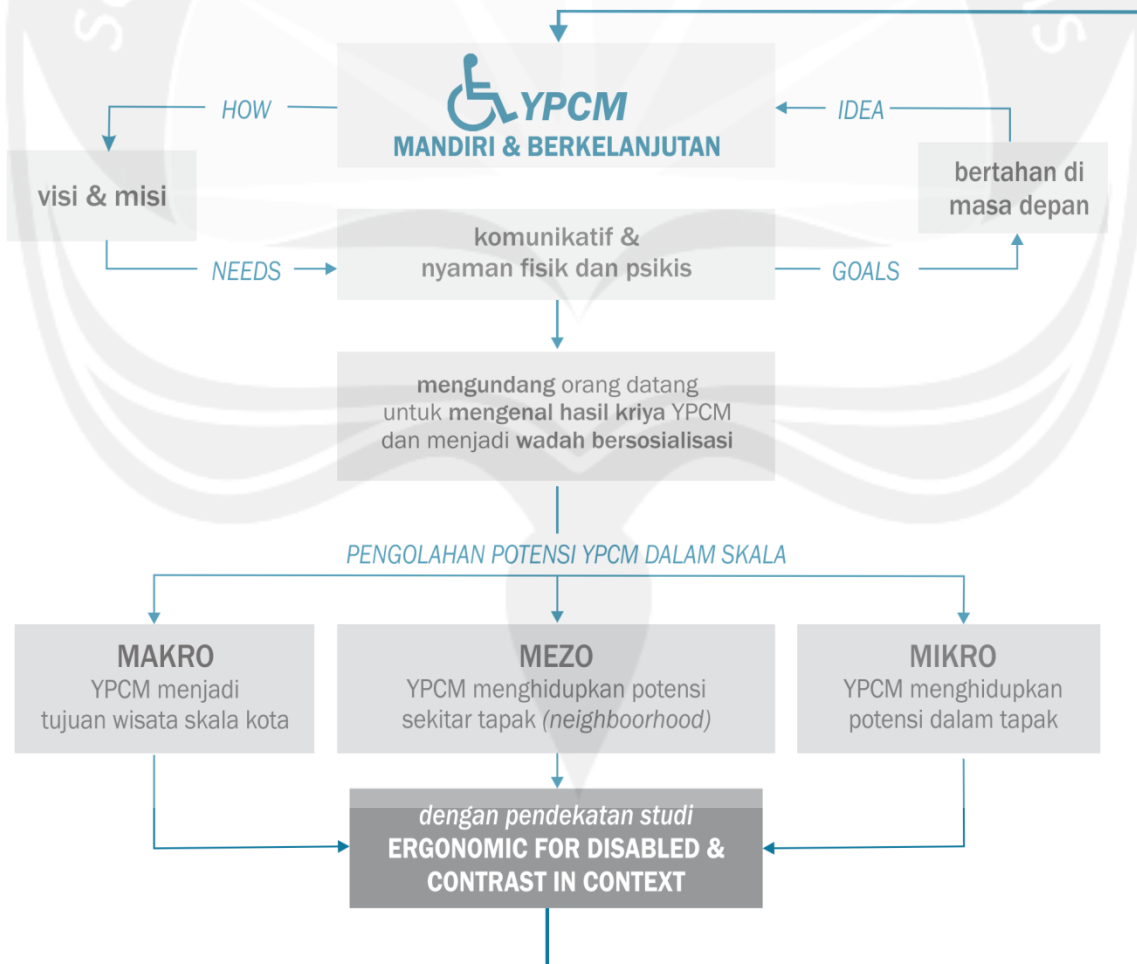 YPCM
MANDIRI & BERKELANJUTAN
HOW
IDEA
visi & misi
bertahan di
masa depan
komunikatif &
nyaman fisik dan psikis
NEEDS
GOALS
mengundang orang datang
untuk mengenal hasil kriya YPCM
dan menjadi wadah bersosialisasi
PENGOLAHAN POTENSI YPCM DALAM SKALA
MAKRO
YPCM menjadi
tujuan wisata skala kota
MEZO
YPCM menghidupkan potensi
sekitar tapak (neighboorhood)
MIKRO
YPCM menghidupkan
potensi dalam tapak
dengan pendekatan studi
ERGONOMIC FOR DISABLED &
CONTRAST IN CONTEXT